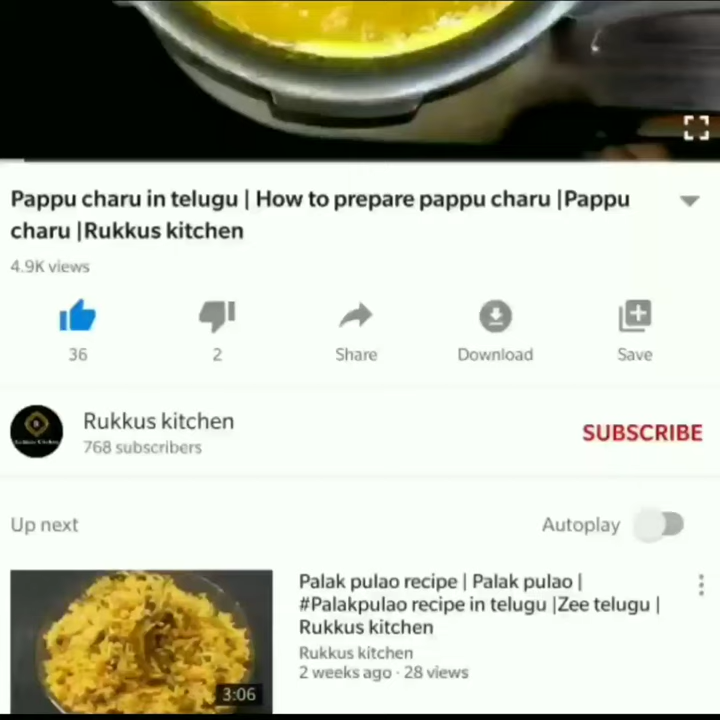 Pappu charu in telugu | How to prepare pappu charu |Pappu
charu |Rukkus kitchen
4.9K views
36
2
Share
Download
Save
Rukkus kitchen
768 subscribers
SUBSCRIBE
Up next
Autoplay
Palak pulao recipe | Palak pulao |
#Palakpulao recipe in telugu |Zee telugu |
Rukkus kitchen
Rukkus kitchen
2 weeks ago · 28 views
3:06